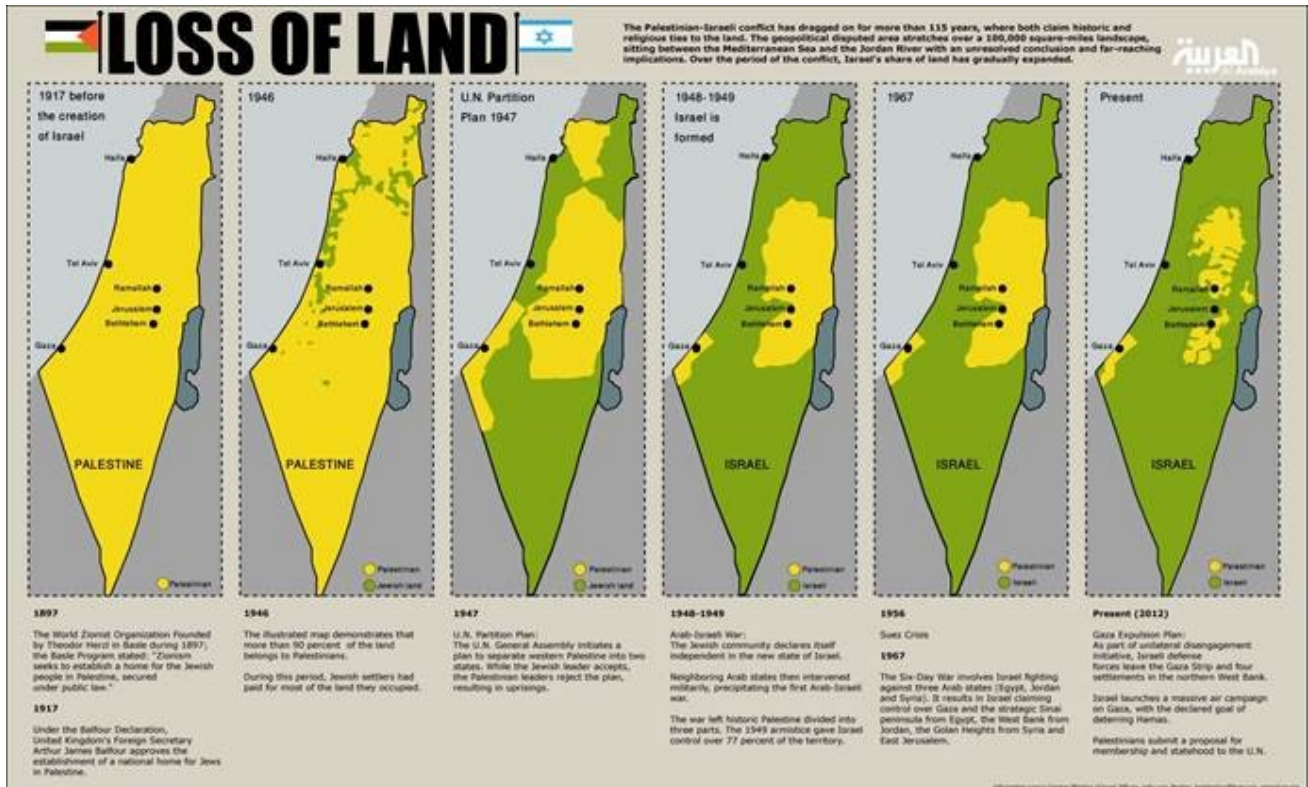 LOSS OF LAND
The Palestinian-Israeli conflict has dragged on for more than 115 years, where both claim historic and
religious ties to the land. The geopolitical disputed area stretches over a 100,000 square-miles landscape,
sitting between the Mediterranean Sea and the Jordan River with an unresolved conclusion and far-reaching
implications. Over the period of the conflict, Israel's share of land has gradually expanded.
العربية
Al Arabiya
1917 before
the creation
of Israel
Haifa
Tel Aviv
Ramallah
Jerusalem
Bethlehem
Gaza
PALESTINE
Palestinian
1946
Haifa
Tel Aviv
Ramallah
Jerusalem
Bethlehem
Gaza
PALESTINE
Palestinian
Jewish land
U.N. Partition
Plan 1947
Haifa
Tel Aviv
Ramallah
Jerusalem
Bethlehem
Gaza
Palestinian
Jewish land
1948-1949
Israel is
formed
Haifa
Tel Aviv
Ramallah
Jerusalem
Bethlehem
Gaza
ISRAEL
Palestinian
Israeli
1967
Haifa
Tel Aviv
Ramallah
Jerusalem
Bethlehem
Gaza
ISRAEL
Palestinian
Israeli
Present
Haifa
Tel Aviv
Ramallah
Jerusalem
Bethlehem
Gaza
ISRAEL
Palestinian
Israeli
1897
The World Zionist Organization Founded
by Theodor Herzl in Basle during 1897;
the Basle Program stated: "Zionism
seeks to establish a home for the Jewish
people in Palestine, secured
under public law."
1917
Under the Balfour Declaration,
United Kingdom's Foreign Secretary
Arthur James Balfour approves the
establishment of a national home for Jews
in Palestine.
1946
The illustrated map demonstrates that
more than 90 percent of the land
belongs to Palestinians.
During this period, Jewish settlers had
paid for most of the land they occupied.
1947
U.N. Partition Plan:
The U.N. General Assembly initiates a
plan to separate western Palestine into two
states. While the Jewish leader accepts,
the Palestinian leaders reject the plan,
resulting in uprisings.
1948-1949
Arab-Israeli War:
The Jewish community declares itself
independent in the new state of Israel.
Neighboring Arab states then intervened
militarily, precipitating the first Arab-Israeli
war.
The war left historic Palestine divided into
three parts. The 1949 armistice gave Israel
control over 77 percent of the territory.
1956
Suez Crisis
1967
The Six-Day War involves Israel fighting
against three Arab states (Egypt, Jordan
and Syria). It results in Israel claiming
control over Gaza and the strategic Sinai
peninsula from Egypt, the West Bank from
Jordan, the Golan Heights from Syria and
East Jerusalem.
Present (2012)
Gaza Expulsion Plan:
As part of unilateral disengagement
initiative, Israeli defense
forces leave the Gaza Strip and four
settlements in the northern West Bank.
Israel launches a massive air campaign
on Gaza, with the declared goal of
deterring Hamas.
Palestinians submit a proposal for
membership and statehood to the U.N.